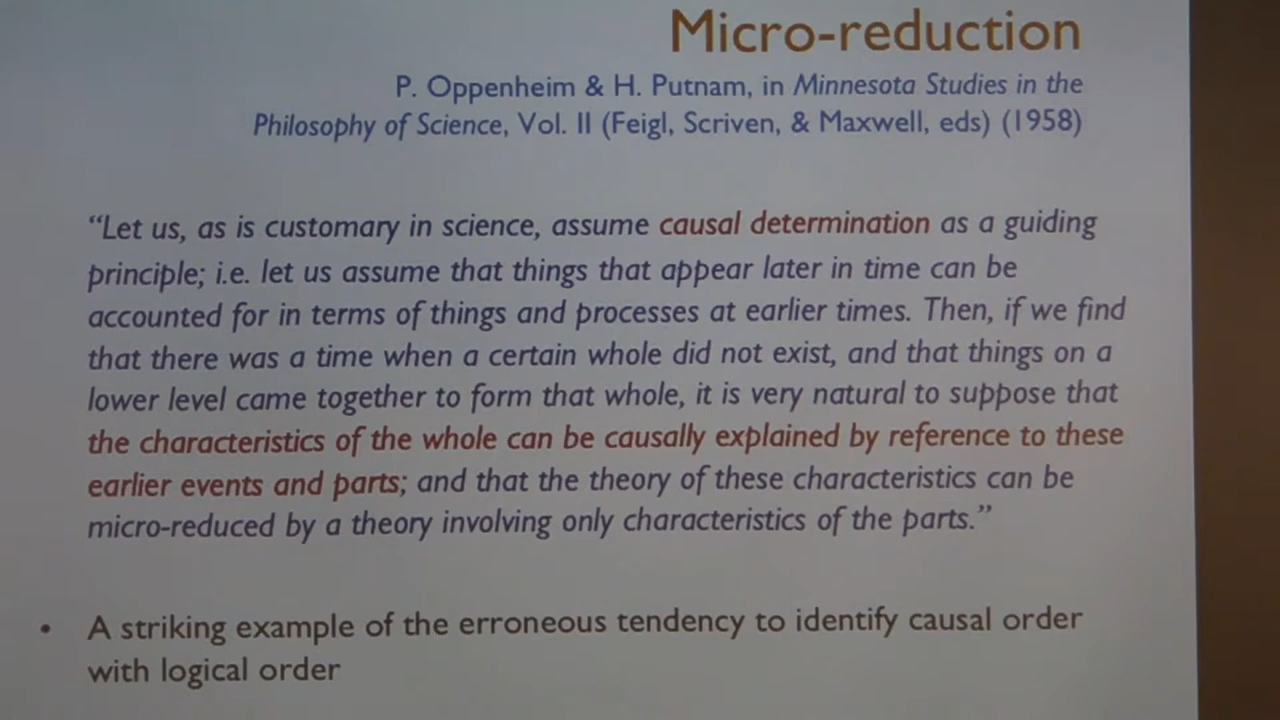 Micro-reduction
P. Oppenheim & H. Putnam, in Minnesota Studies in the
Philosophy of Science, Vol. II (Feigl, Scriven, & Maxwell, eds) (1958)
“Let us, as is customary in science, assume causal determination as a guiding
principle; i.e. let us assume that things that appear later in time can be
accounted for in terms of things and processes at earlier times. Then, if we find
that there was a time when a certain whole did not exist, and that things on a
lower level came together to form that whole, it is very natural to suppose that
the characteristics of the whole can be causally explained by reference to these
earlier events and parts; and that the theory of these characteristics can be
micro-reduced by a theory involving only characteristics of the parts.”
• A striking example of the erroneous tendency to identify causal order
with logical order